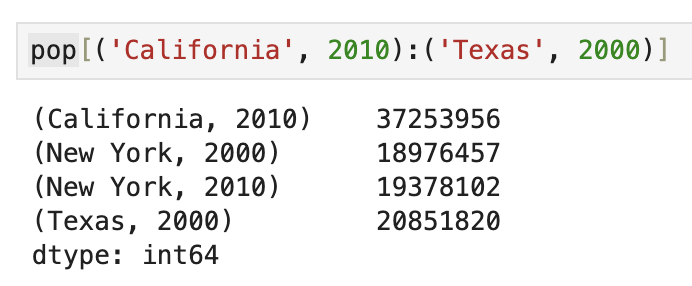 pop[('California', 2010):('Texas', 2000)]
(California, 2010)    37253956
(New York, 2000)      18976457
(New York, 2010)      19378102
(Texas, 2000)         20851820
dtype: int64